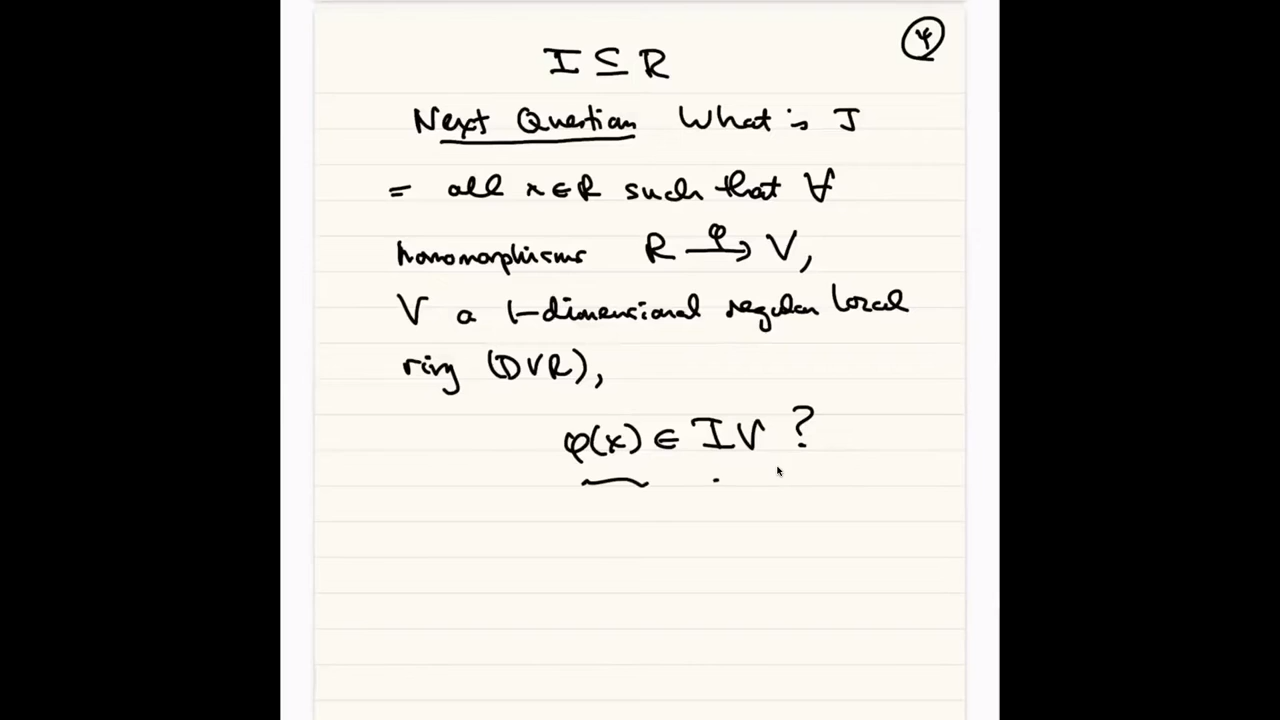 ④
I ⊆ R
Next Question What is J
= all x ∈ R such that ∀
homomorphisms R →^φ V,
V a 1-dimensional regular local
ring (DVR),
φ(x) ∈ IV ?